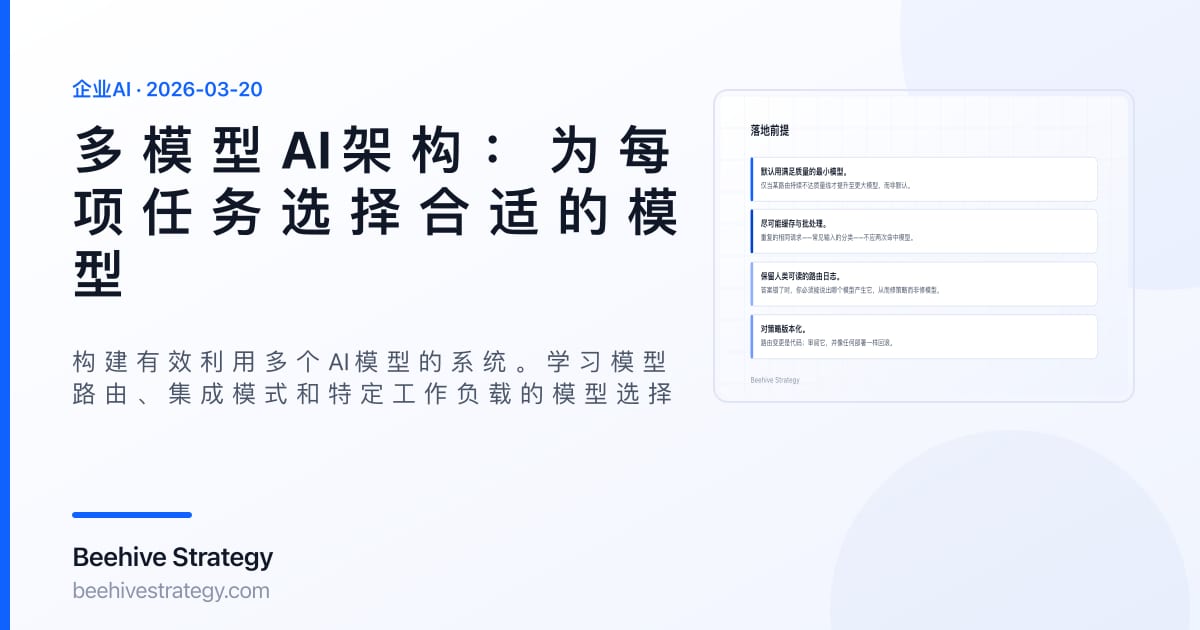 企业AI · 2026-03-20
多模型AI架构：为每
项任务选择合适的模
型
构建有效利用多个AI模型的系统。学习模型
路由、集成模式和特定工作负载的模型选择
Beehive Strategy
beehivestrategy.com
落地前提
默认用满足质量的最小模型。
仅当某路由持续不达质量线才提升至更大模型，而非默认。
尽可能缓存与批处理。
重复的相同请求——常见输入的分类——不应两次命中模型。
保留人类可读的路由日志。
答案错了时，你必须能说出哪个模型产生它，从而修策略而非修模型。
对策略版本化。
路由变更是代码：审阅它，并像任何部署一样回滚。
Beehive Strategy